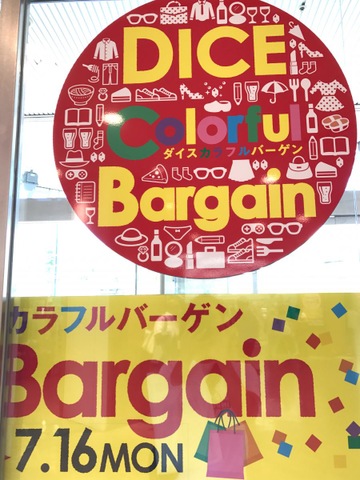 DICE
Colorful
ダイスカラフルバーゲン
Bargain
カラフルバーゲン
Bargain
7.16MON